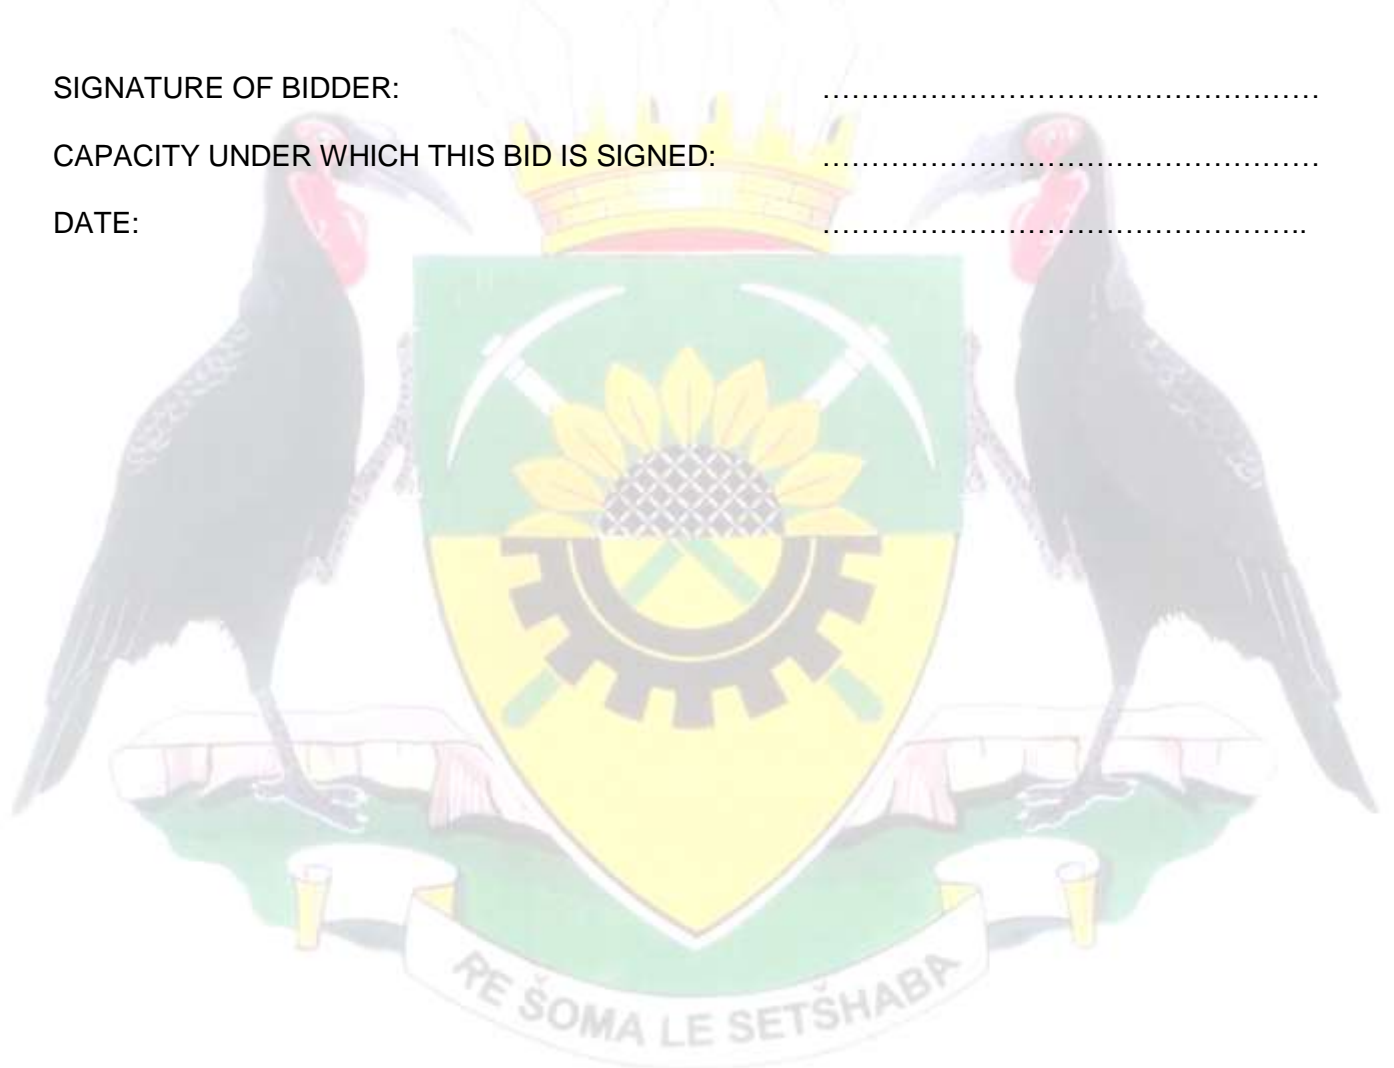 SIGNATURE OF BIDDER: ……………………………………………
CAPACITY UNDER WHICH THIS BID IS SIGNED: ……………………………………………
DATE: …………………………………………..
RE ŠOMA LE SETŠHABA